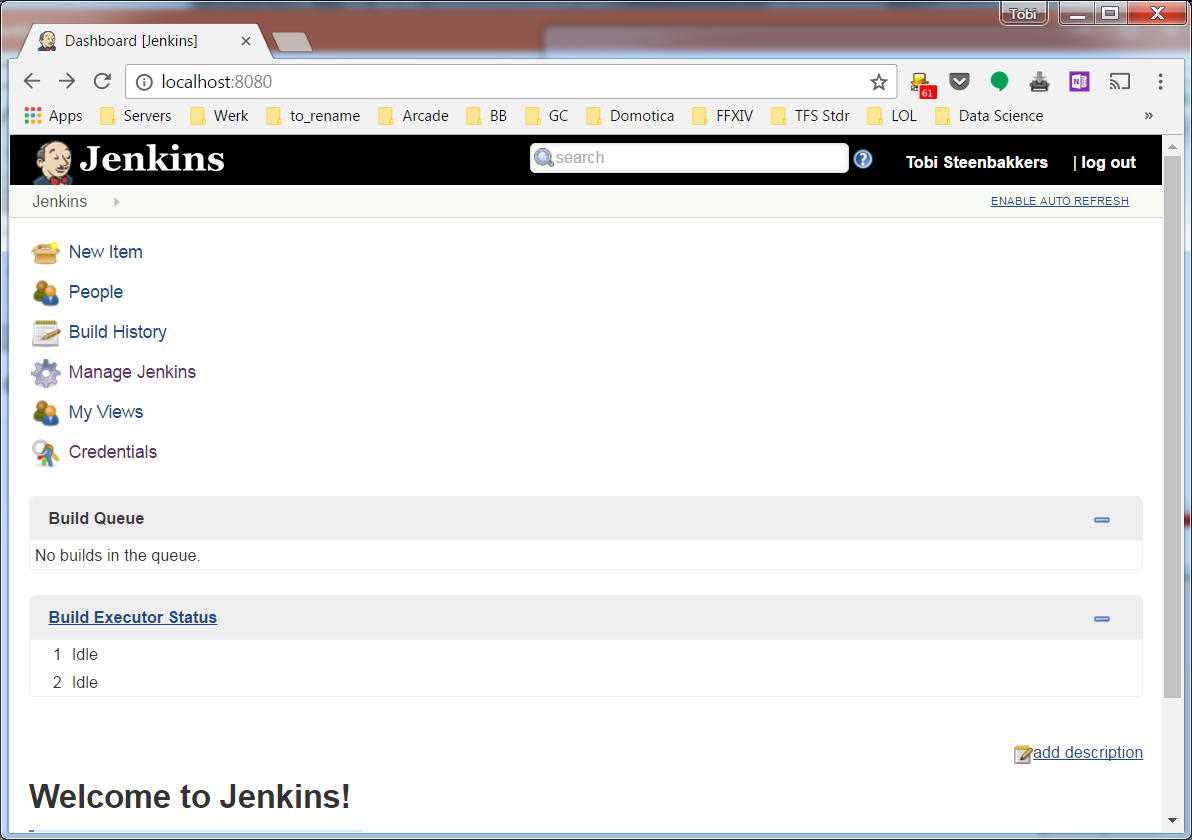 Tobi
Dashboard [Jenkins]
localhost:8080
61
N
Apps Servers Werk to_rename Arcade BB GC Domotica FFXIV TFS Stdr LOL Data Science »
Jenkins search ? Tobi Steenbakkers | log out
Jenkins ENABLE AUTO REFRESH
New Item
People
Build History
Manage Jenkins
My Views
Credentials
Build Queue
No builds in the queue.
Build Executor Status
1 Idle
2 Idle
add description
Welcome to Jenkins!